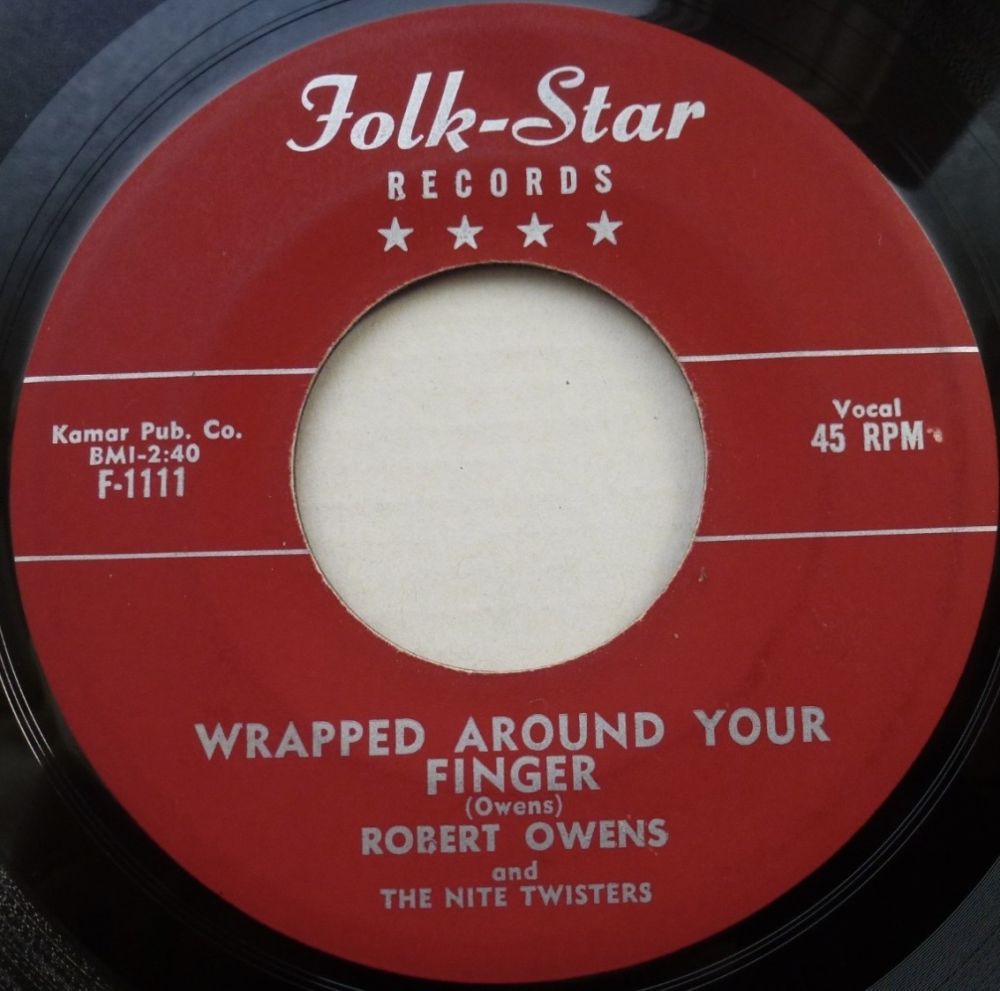 Folk-Star
RECORDS
Kamar Pub. Co.
BMI-2:40
F-1111
Vocal
45 RPM
WRAPPED AROUND YOUR
FINGER
(Owens)
ROBERT OWENS
and
THE NITE TWISTERS